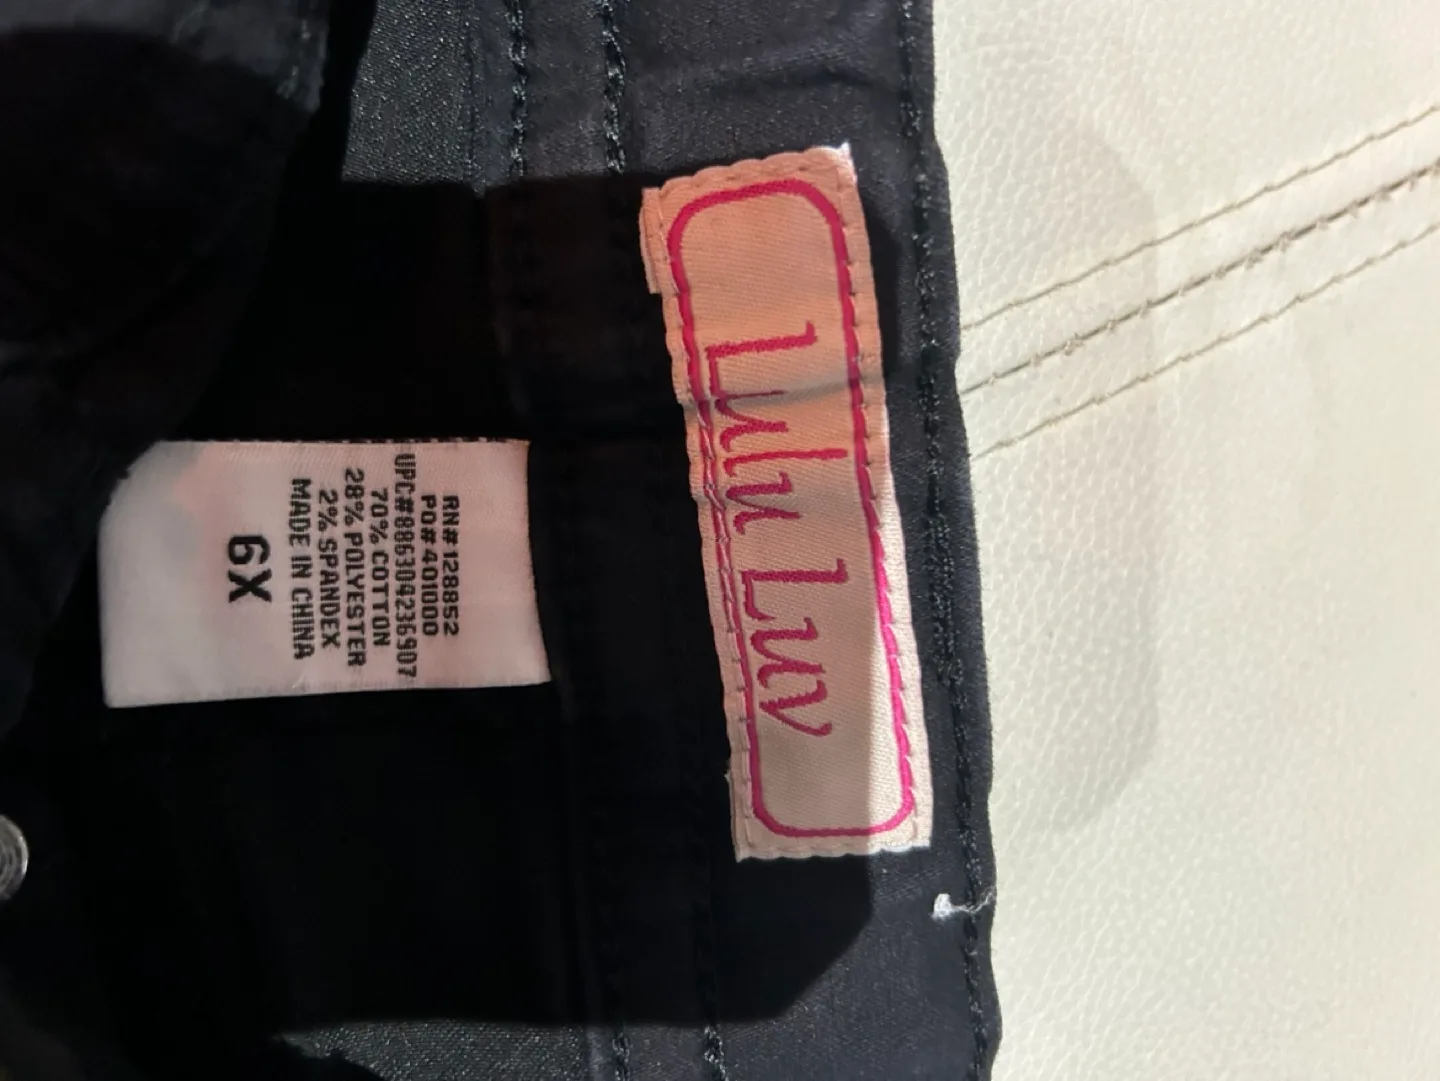 Lulu Luv
RN# 128852
PO# 401000
UPC#886304236907
70% COTTON
28% POLYESTER
2% SPANDEX
MADE IN CHINA
6X